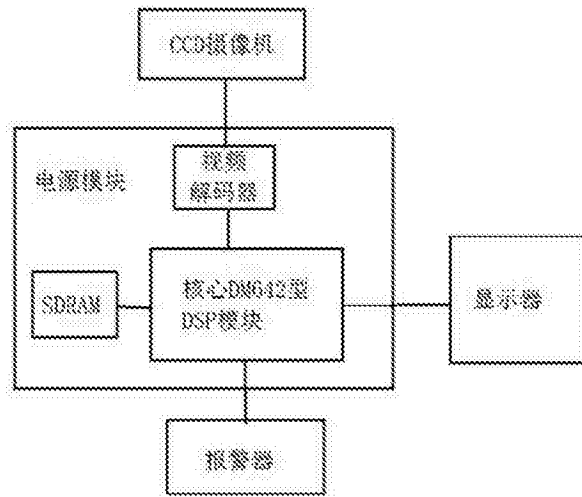 CCD摄像机
电源模块
视频
解码器
SDRAM
核心DM642型
DSP模块
显示器
报警器